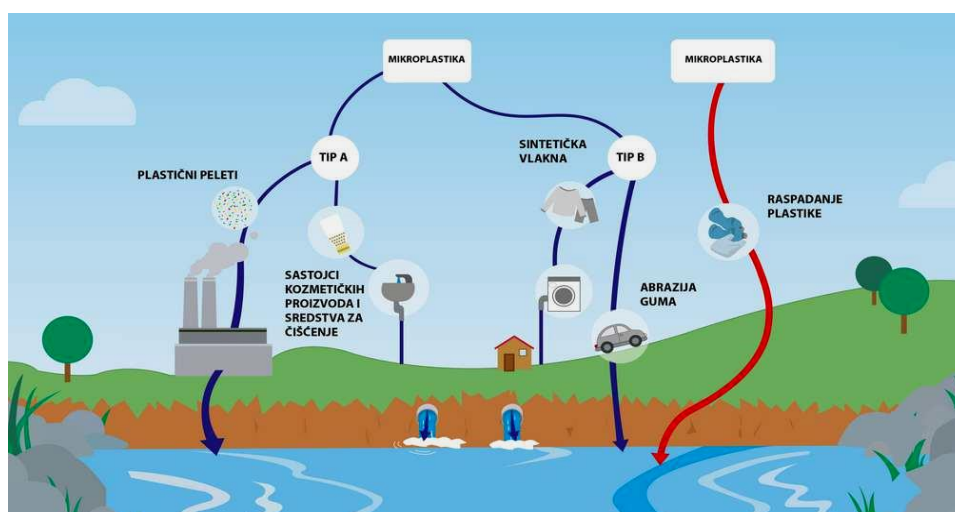 MIKROPLASTIKA
MIKROPLASTIKA
TIP A
SINTETIČKA
VLAKNA
TIP B
PLASTIČNI PELETI
RASPADANJE
PLASTIKE
SASTOJCI
KOZMETIČKIH
PROIZVODA I
SREDSTVA ZA
ČIŠĆENJE
ABRAZIJA
GUMA